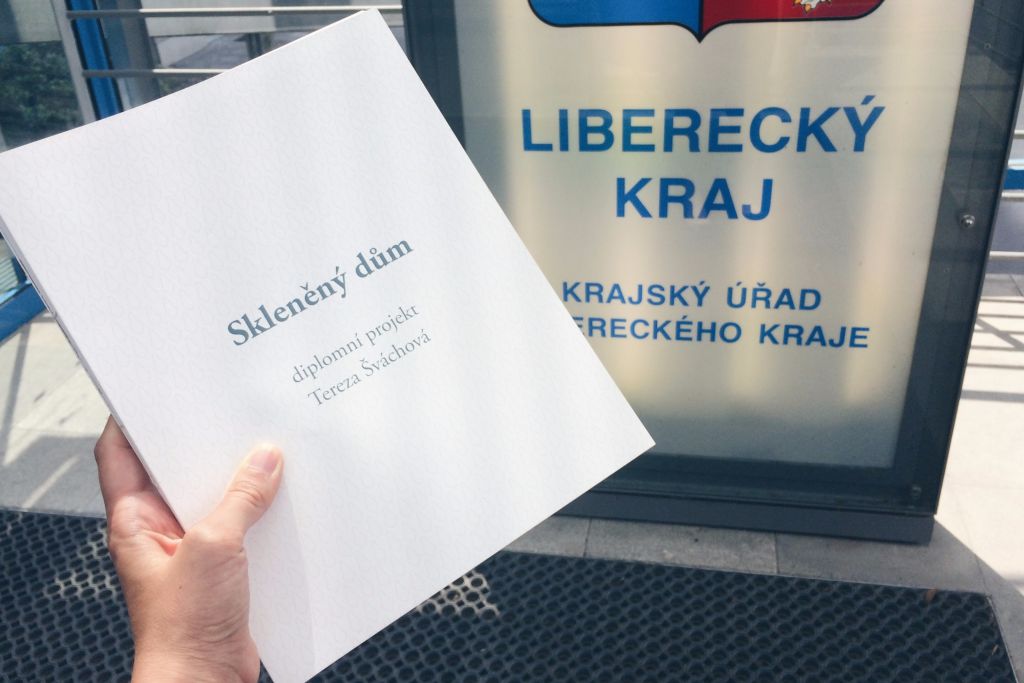 Skleněný dům
diplomní projekt
Tereza Šváchová
LIBERECKÝ
KRAJ
KRAJSKÝ ÚŘAD
KRAJE